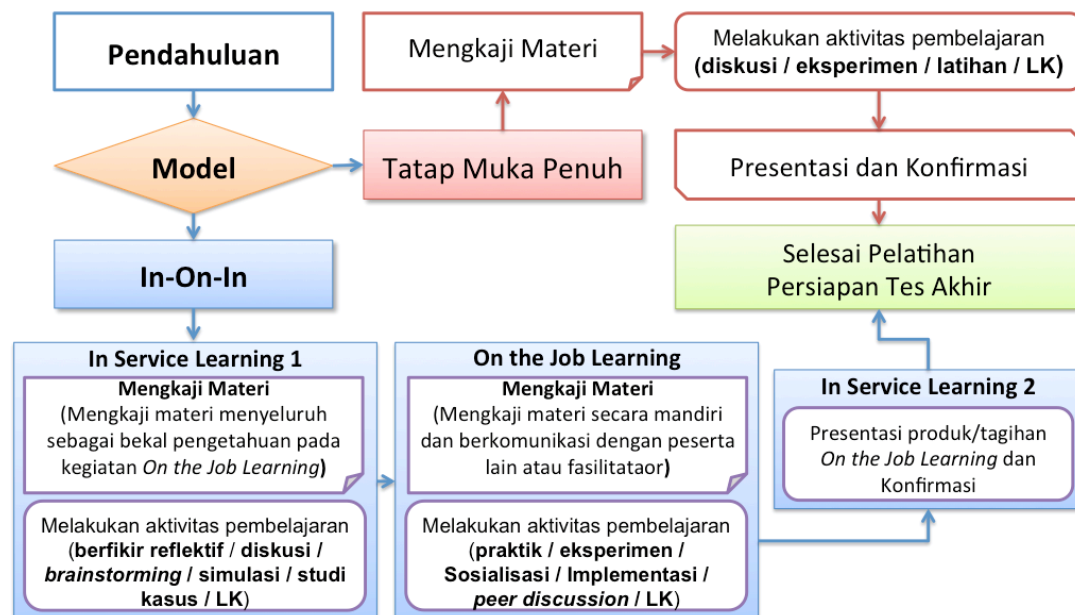 Pendahuluan
Model
In-On-In
Tatap Muka Penuh
Mengkaji Materi
Melakukan aktivitas pembelajaran
(diskusi / eksperimen / latihan / LK)
Presentasi dan Konfirmasi
Selesai Pelatihan
Persiapan Tes Akhir
In Service Learning 1
Mengkaji Materi
(Mengkaji materi menyeluruh
sebagai bekal pengetahuan pada
kegiatan On the Job Learning)
Melakukan aktivitas pembelajaran
(berfikir reflektif / diskusi /
brainstorming / simulasi / studi
kasus / LK)
On the Job Learning
Mengkaji Materi
(Mengkaji materi secara mandiri
dan berkomunikasi dengan peserta
lain atau fasilitataor)
Melakukan aktivitas pembelajaran
(praktik / eksperimen /
Sosialisasi / Implementasi /
peer discussion / LK)
In Service Learning 2
Presentasi produk/tagihan
On the Job Learning dan
Konfirmasi